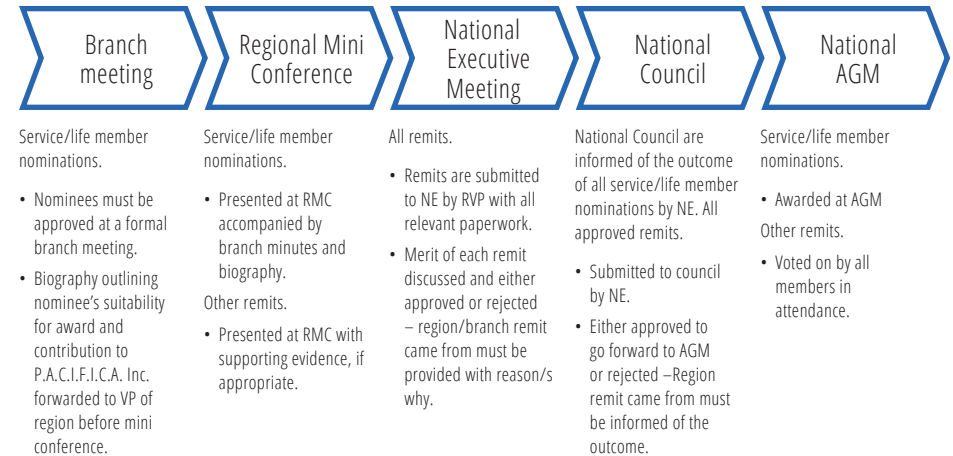 Branch
meeting
Regional Mini
Conference
National
Executive
Meeting
National
Council
National
AGM
Service/life member
nominations.
• Nominees must be
approved at a formal
branch meeting.
• Biography outlining
nominee's suitability
for award and
contribution to
P.A.C.I.F.I.C.A. Inc.
forwarded to VP of
region before mini
conference.
Service/life member
nominations.
• Presented at RMC
accompanied by
branch minutes and
biography.
Other remits.
• Presented at RMC with
supporting evidence, if
appropriate.
All remits.
• Remits are submitted
to NE by RVP with all
relevant paperwork.
• Merit of each remit
discussed and either
approved or rejected
– region/branch remit
came from must be
provided with reason/s
why.
National Council are
informed of the outcome
of all service/life member
nominations by NE. All
approved remits.
• Submitted to council
by NE.
• Either approved to
go forward to AGM
or rejected –Region
remit came from must
be informed of the
outcome.
Service/life member
nominations.
• Awarded at AGM
Other remits.
• Voted on by all
members in
attendance.